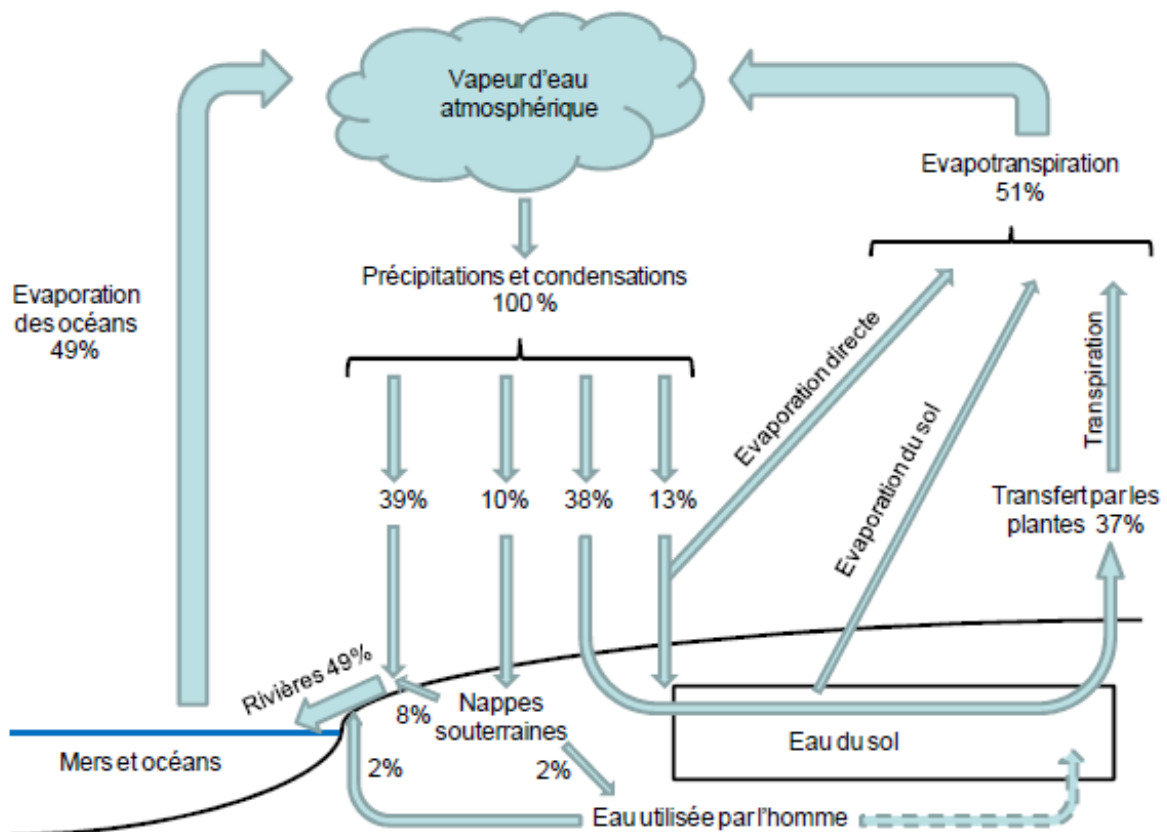 Vapeur d'eau
atmosphérique
Evapotranspiration
51%
Précipitations et condensations
100 %
Evaporation
des océans
49%
Evaporation directe
Evaporation du sol
Transpiration
39%
10%
38%
13%
Transfert par les
plantes 37%
Rivières 49%
8%
Nappes
souterraines
Eau du sol
Mers et océans
2%
2%
Eau utilisée par l'homme